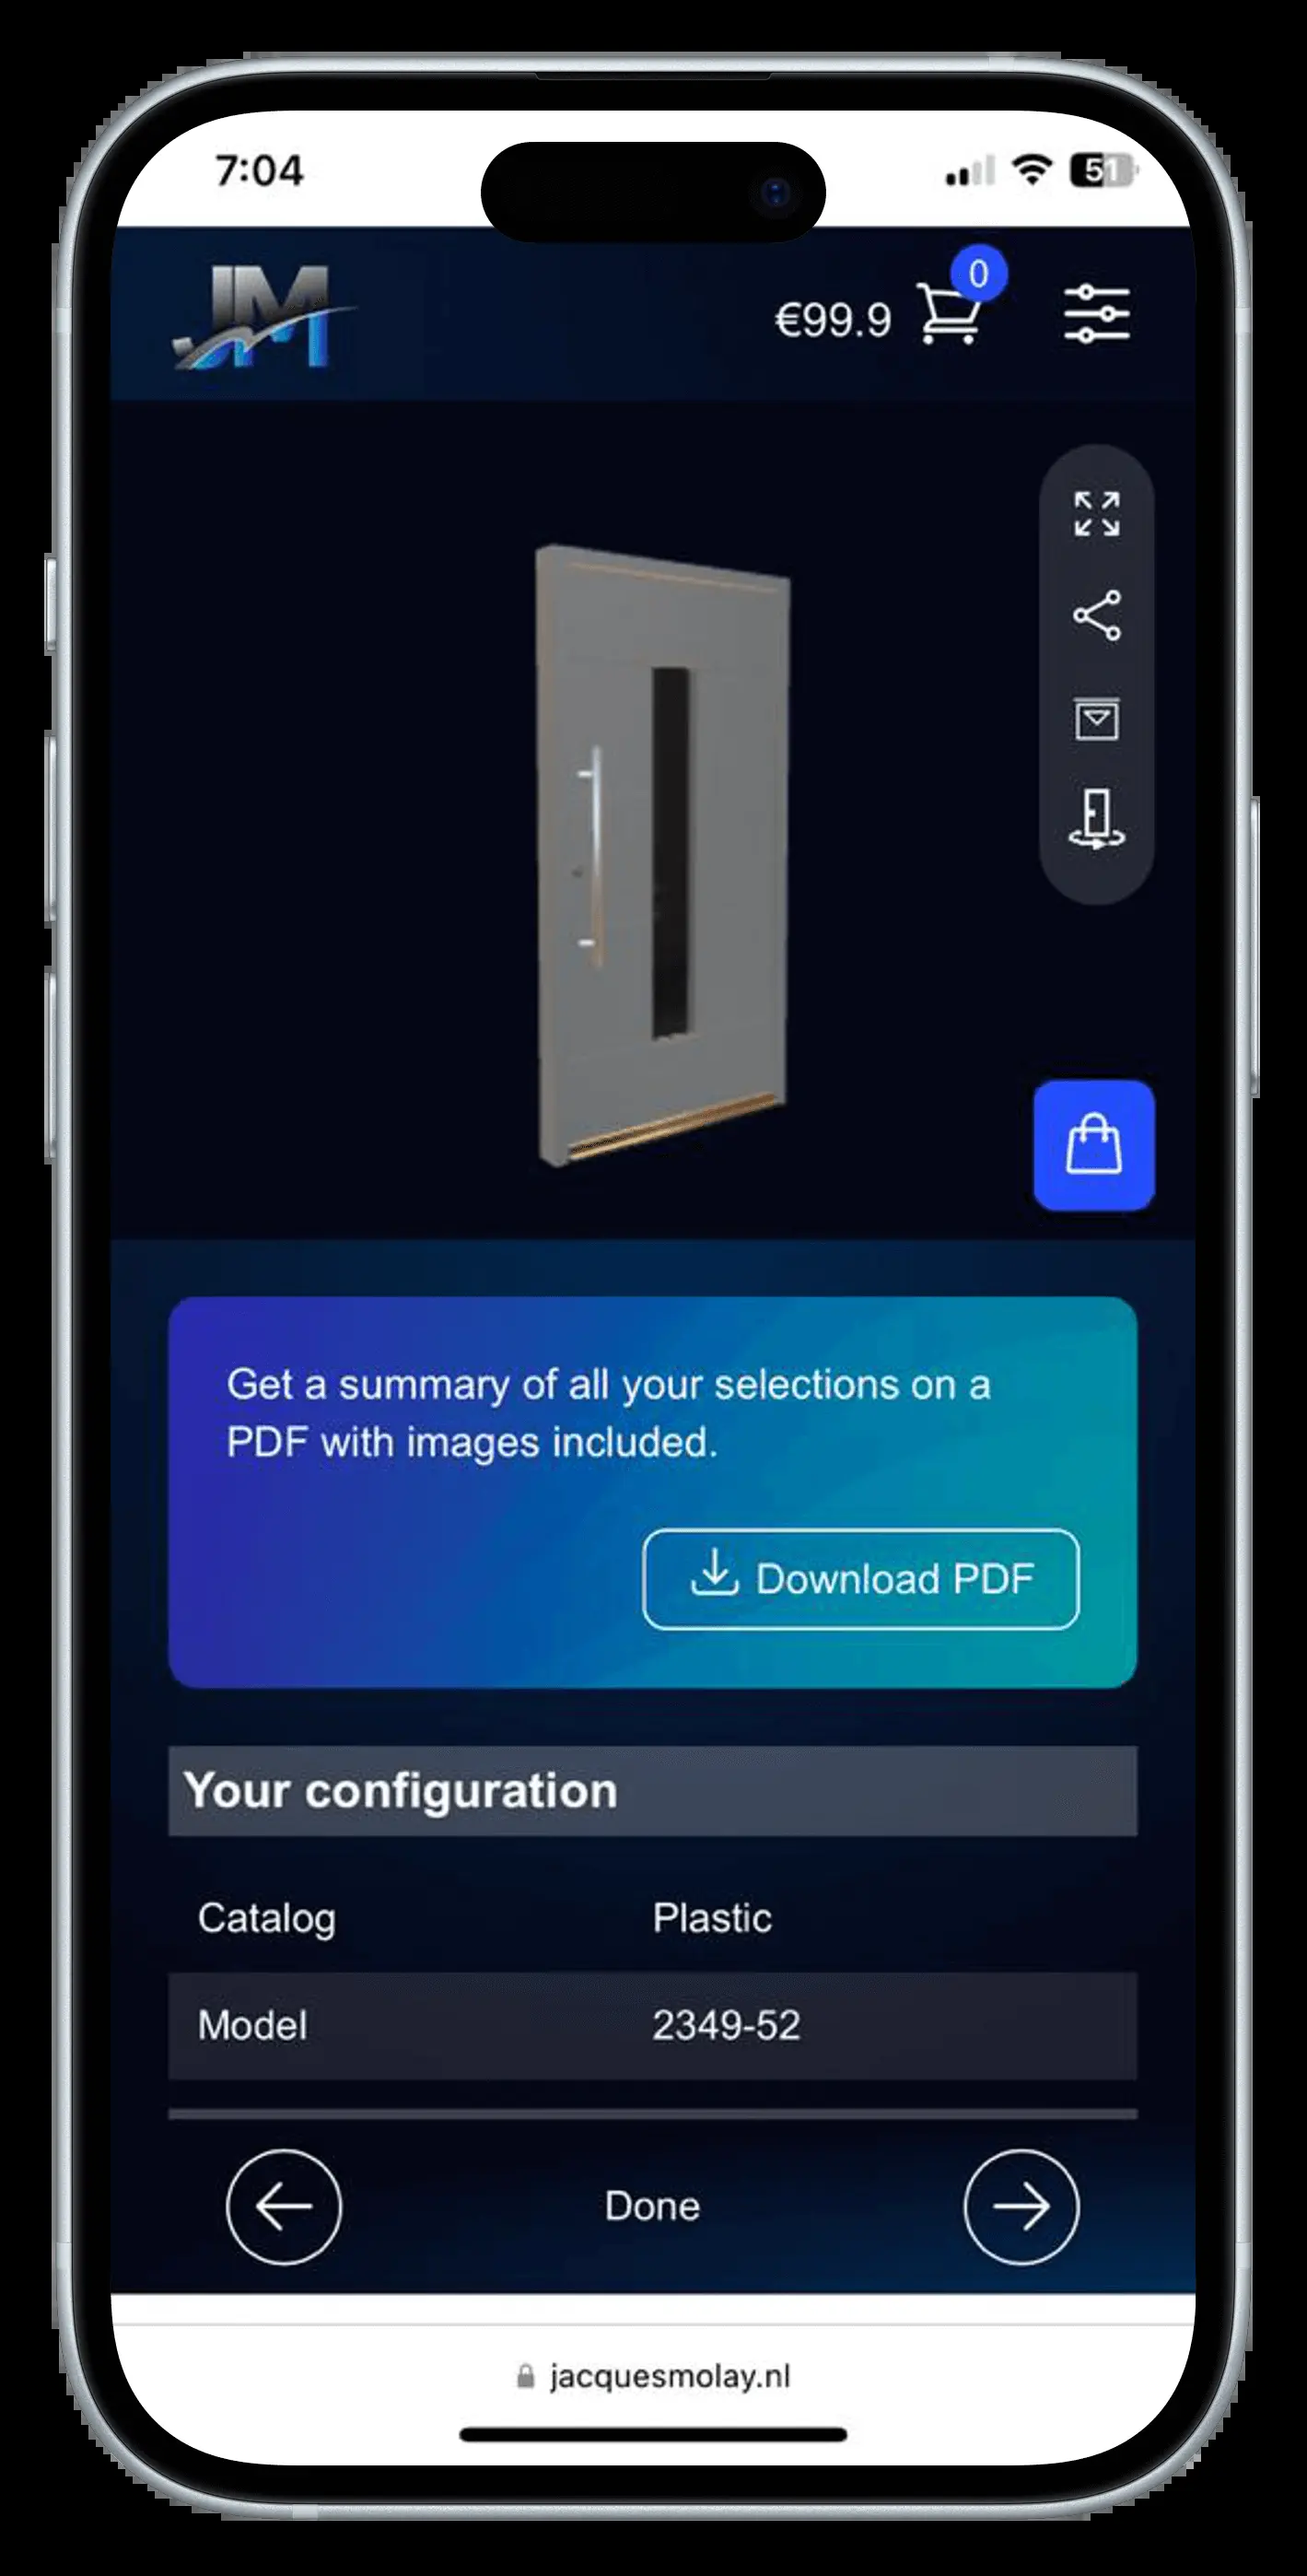 7:04
51
JM
€99.9
0
Get a summary of all your selections on a
PDF with images included.
Download PDF
Your configuration
Catalog Plastic
Model 2349-52
Done
jacquesmolay.nl